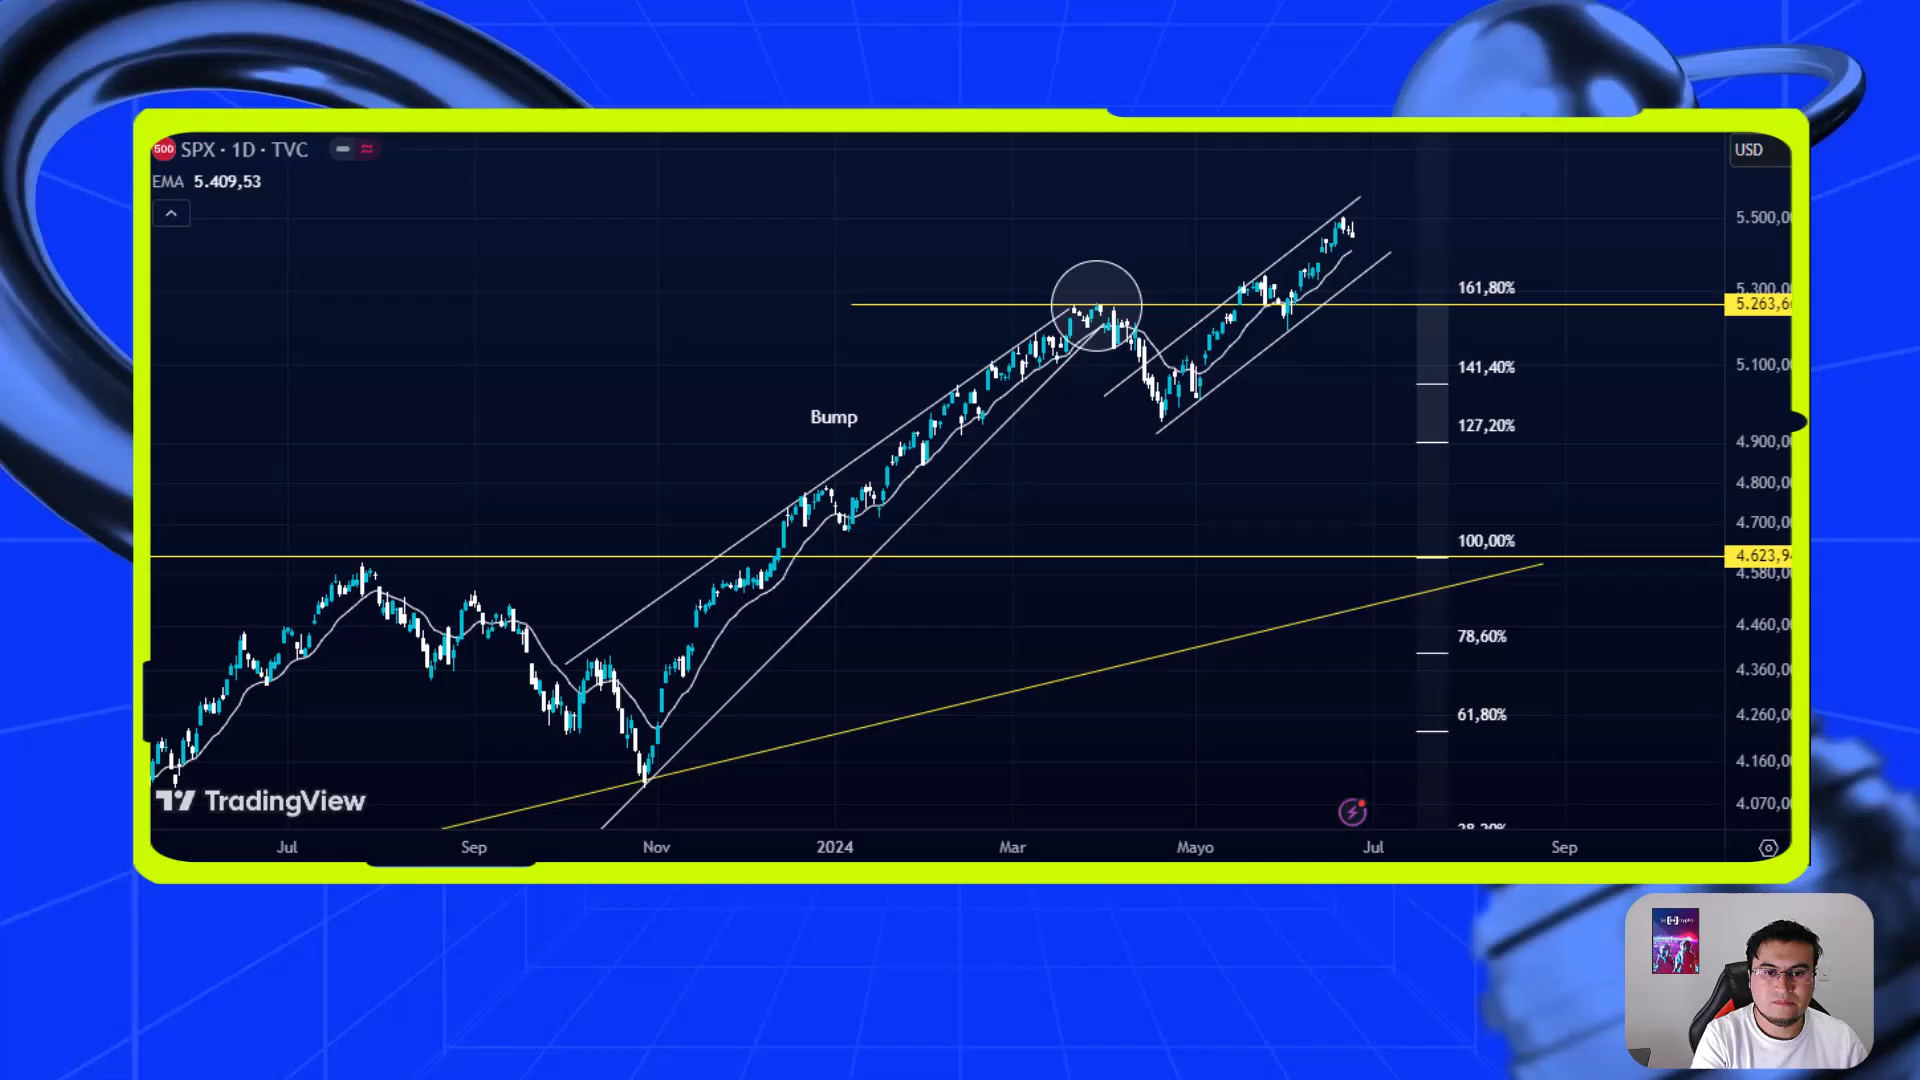 500 SPX · 1D · TVC
USD
EMA 5.409,53
5.500,0
161,80%
5.300,0
5.263,6
141,40%
5.100,0
Bump
127,20%
4.900,0
4.800,0
4.700,0
100,00%
4.623,9
4.580,0
4.460,0
78,60%
4.360,0
61,80%
4.260,0
4.160,0
TradingView
4.070,0
Jul
Sep
Nov
2024
Mar
Mayo
Jul
Sep